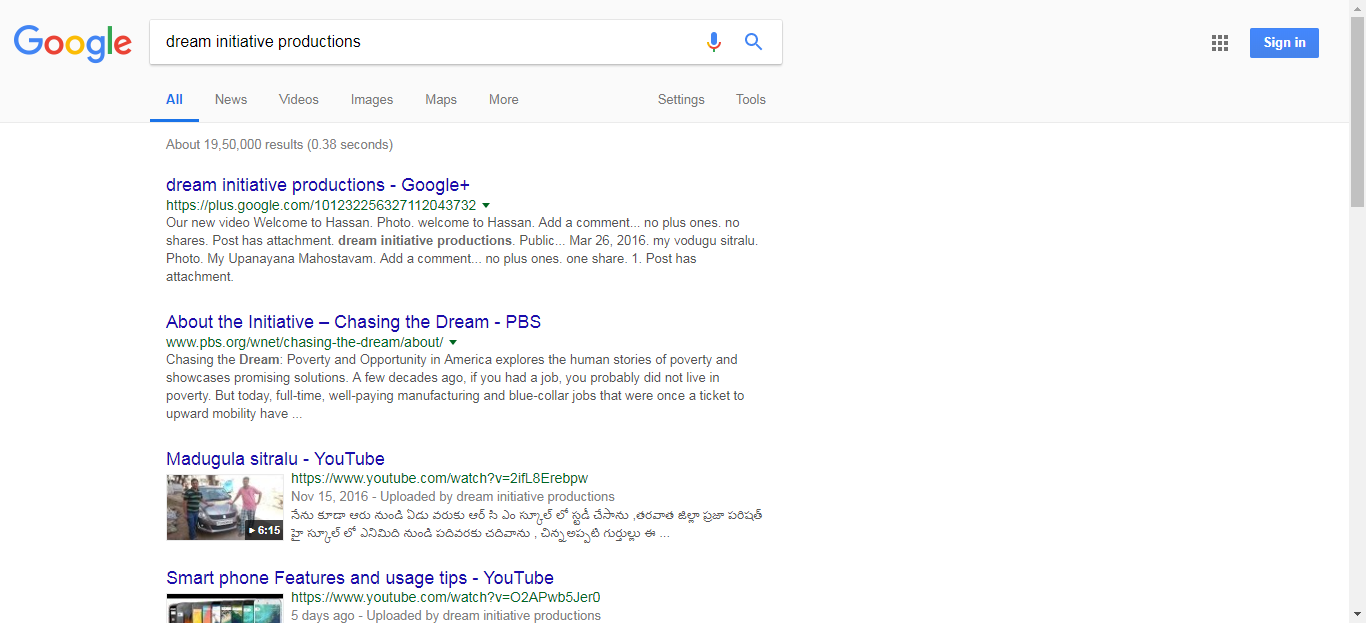 Google
dream initiative productions
Sign in
All News Videos Images Maps More Settings Tools
About 19,50,000 results (0.38 seconds)
dream initiative productions - Google+
https://plus.google.com/101232256327112043732
Our new video Welcome to Hassan. Photo. welcome to Hassan. Add a comment... no plus ones. no
shares. Post has attachment. dream initiative productions. Public... Mar 26, 2016. my vodugu sitralu.
Photo. My Upanayana Mahostavam. Add a comment... no plus ones. one share. 1. Post has
attachment.
About the Initiative – Chasing the Dream - PBS
www.pbs.org/wnet/chasing-the-dream/about/
Chasing the Dream: Poverty and Opportunity in America explores the human stories of poverty and
showcases promising solutions. A few decades ago, if you had a job, you probably did not live in
poverty. But today, full-time, well-paying manufacturing and blue-collar jobs that were once a ticket to
upward mobility have ...
Madugula sitralu - YouTube
https://www.youtube.com/watch?v=2ifL8Erebpw
Nov 15, 2016 - Uploaded by dream initiative productions
నేను కూడా ఆరు నుండి ఏడు వరుకు ఆర్ సి ఎం స్కూల్ లో స్టడీ చేసాను ,తరవాత జిల్లా ప్రజా పరిషత్
6:15
హై స్కూల్ లో ఎనిమిది నుండి పదివరకు చదివాను , చిన్నఅప్పటి గుర్తుల్లు ఈ ...
Smart phone Features and usage tips - YouTube
https://www.youtube.com/watch?v=O2APwb5Jer0
5 days ago - Uploaded by dream initiative productions